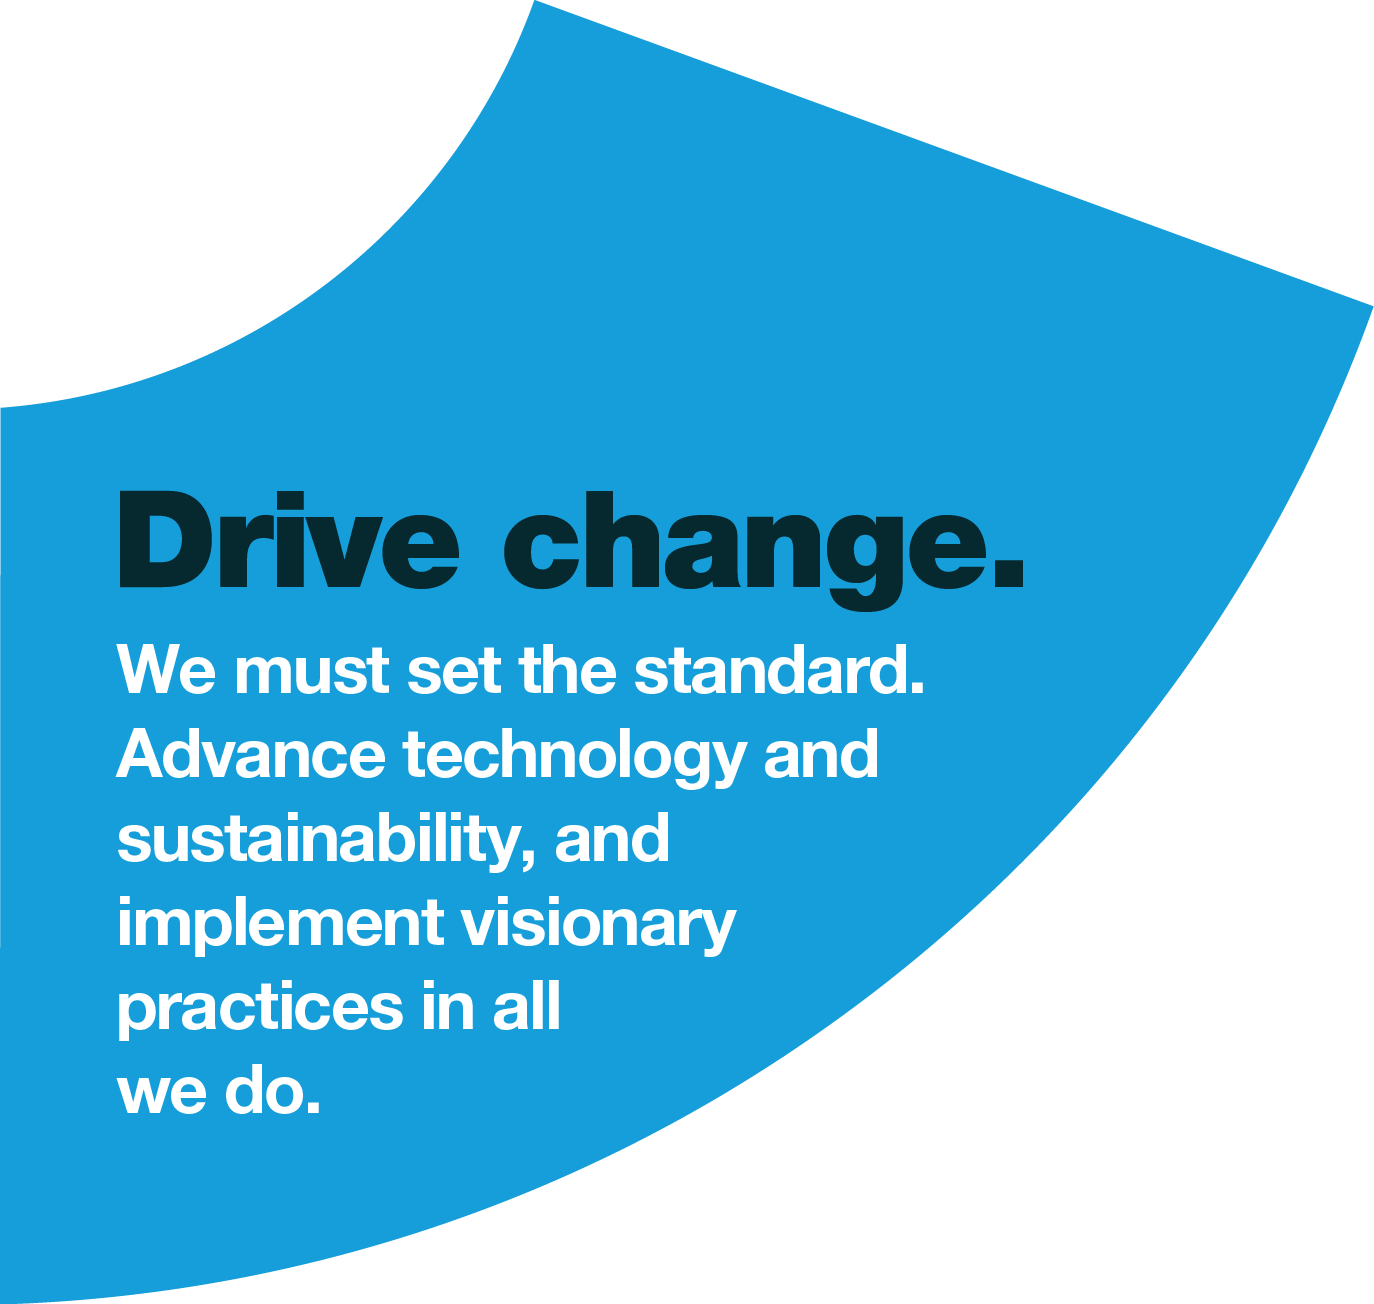 Drive change.
We must set the standard.
Advance technology and
sustainability, and
implement visionary
practices in all
we do.